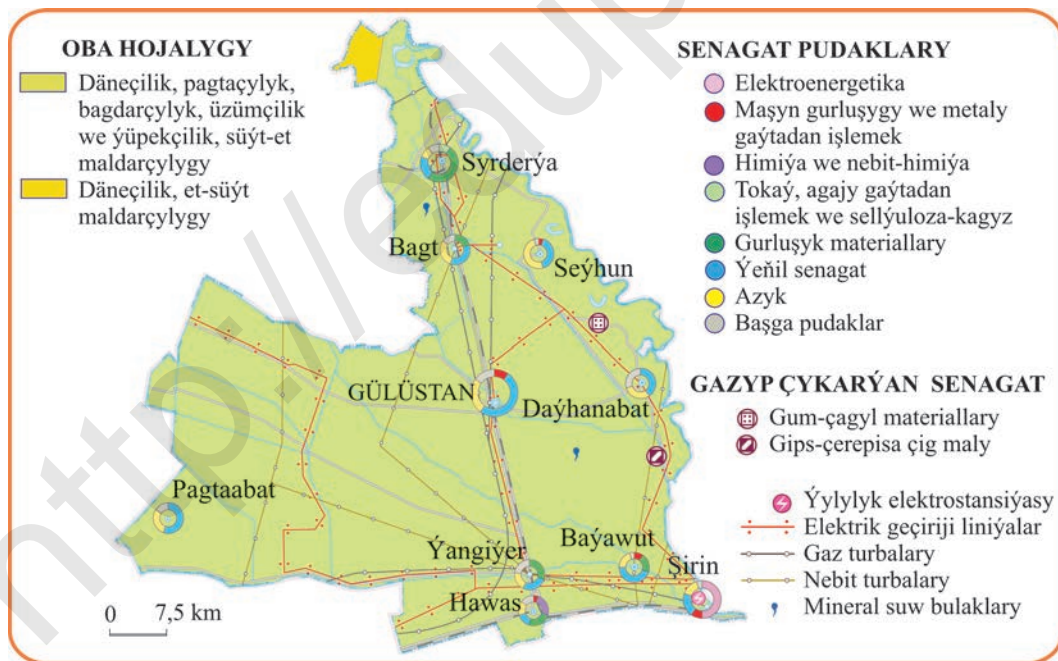 OBA HOJALYGY
Däneçilik, pagtaçylyk,
bagdarçylyk, üzümçilik
we ýüpekçilik, süýt-et
maldarçylygy
Däneçilik, et-süýt
maldarçylygy
SENAGAT PUDAKLARY
Elektroenergetika
Maşyn gurluşygy we metaly
gaýtadan işlemek
Himiýa we nebit-himiýa
Tokaý, agajy gaýtadan
işlemek we sellýuloza-kagyz
Gurluşyk materiallary
Ýeňil senagat
Azyk
Başga pudaklar
GAZYP ÇYKARÝAN SENAGAT
Gum-çagyl materiallary
Gips-çerepisa çig maly
Ýylylyk elektrostansiýasy
Elektrik geçiriji liniýalar
Gaz turbalary
Nebit turbalary
Mineral suw bulaklary
Syrderýa
Bagt
Seýhun
GÜLÜSTAN
Daýhanabat
Pagtaabat
Ýangiýer
Baýawut
Şirin
Hawas
0 7,5 km
http://edup